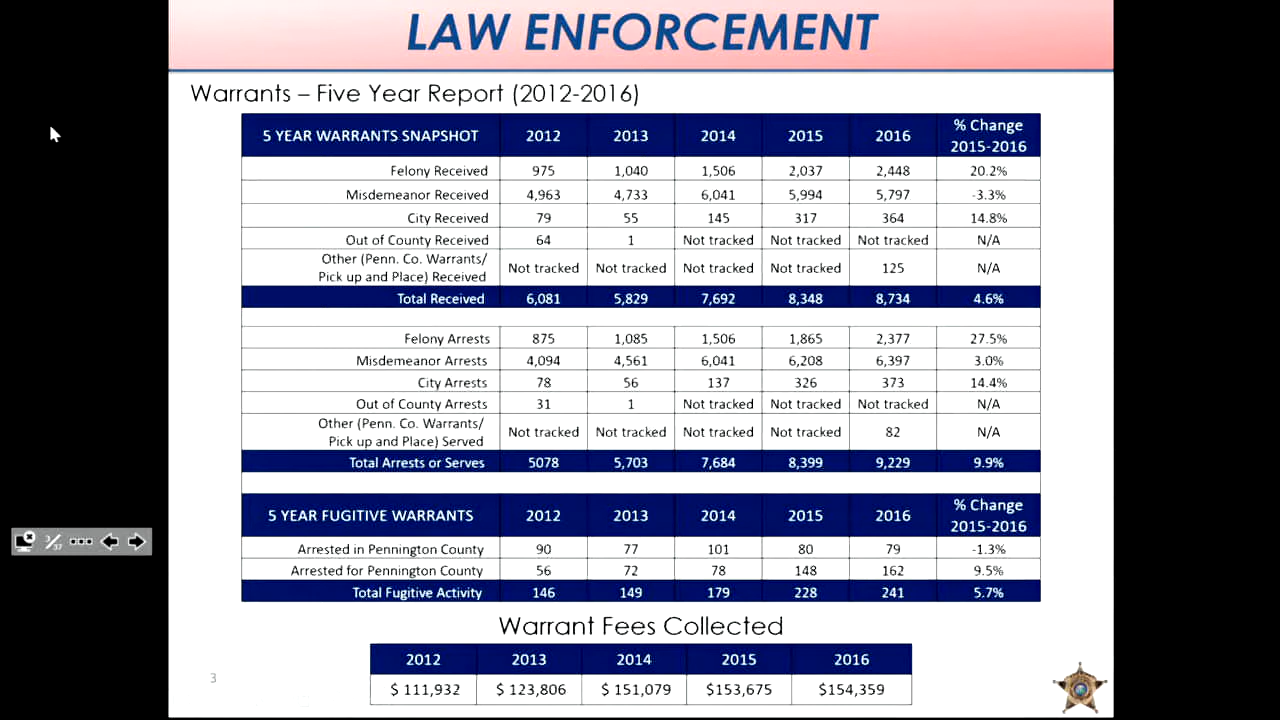 LAW ENFORCEMENT
Warrants – Five Year Report (2012-2016)
5 YEAR WARRANTS SNAPSHOT 2012 2013 2014 2015 2016 % Change 2015-2016
Felony Received 975 1,040 1,506 2,037 2,448 20.2%
Misdemeanor Received 4,963 4,733 6,041 5,994 5,797 -3.3%
City Received 79 55 145 317 364 14.8%
Out of County Received 64 1 Not tracked Not tracked Not tracked N/A
Other (Penn. Co. Warrants/
Pick up and Place) Received Not tracked Not tracked Not tracked Not tracked 125 N/A
Total Received 6,081 5,829 7,692 8,348 8,734 4.6%
Felony Arrests 875 1,085 1,506 1,865 2,377 27.5%
Misdemeanor Arrests 4,094 4,561 6,041 6,208 6,397 3.0%
City Arrests 78 56 137 326 373 14.4%
Out of County Arrests 31 1 Not tracked Not tracked Not tracked N/A
Other (Penn. Co. Warrants/
Pick up and Place) Served Not tracked Not tracked Not tracked Not tracked 82 N/A
Total Arrests or Serves 5078 5,703 7,684 8,399 9,229 9.9%
5 YEAR FUGITIVE WARRANTS 2012 2013 2014 2015 2016 % Change 2015-2016
Arrested in Pennington County 90 77 101 80 79 -1.3%
Arrested for Pennington County 56 72 78 148 162 9.5%
Total Fugitive Activity 146 149 179 228 241 5.7%
Warrant Fees Collected
2012 2013 2014 2015 2016
$ 111,932 $ 123,806 $ 151,079 $153,675 $154,359
3
3/37